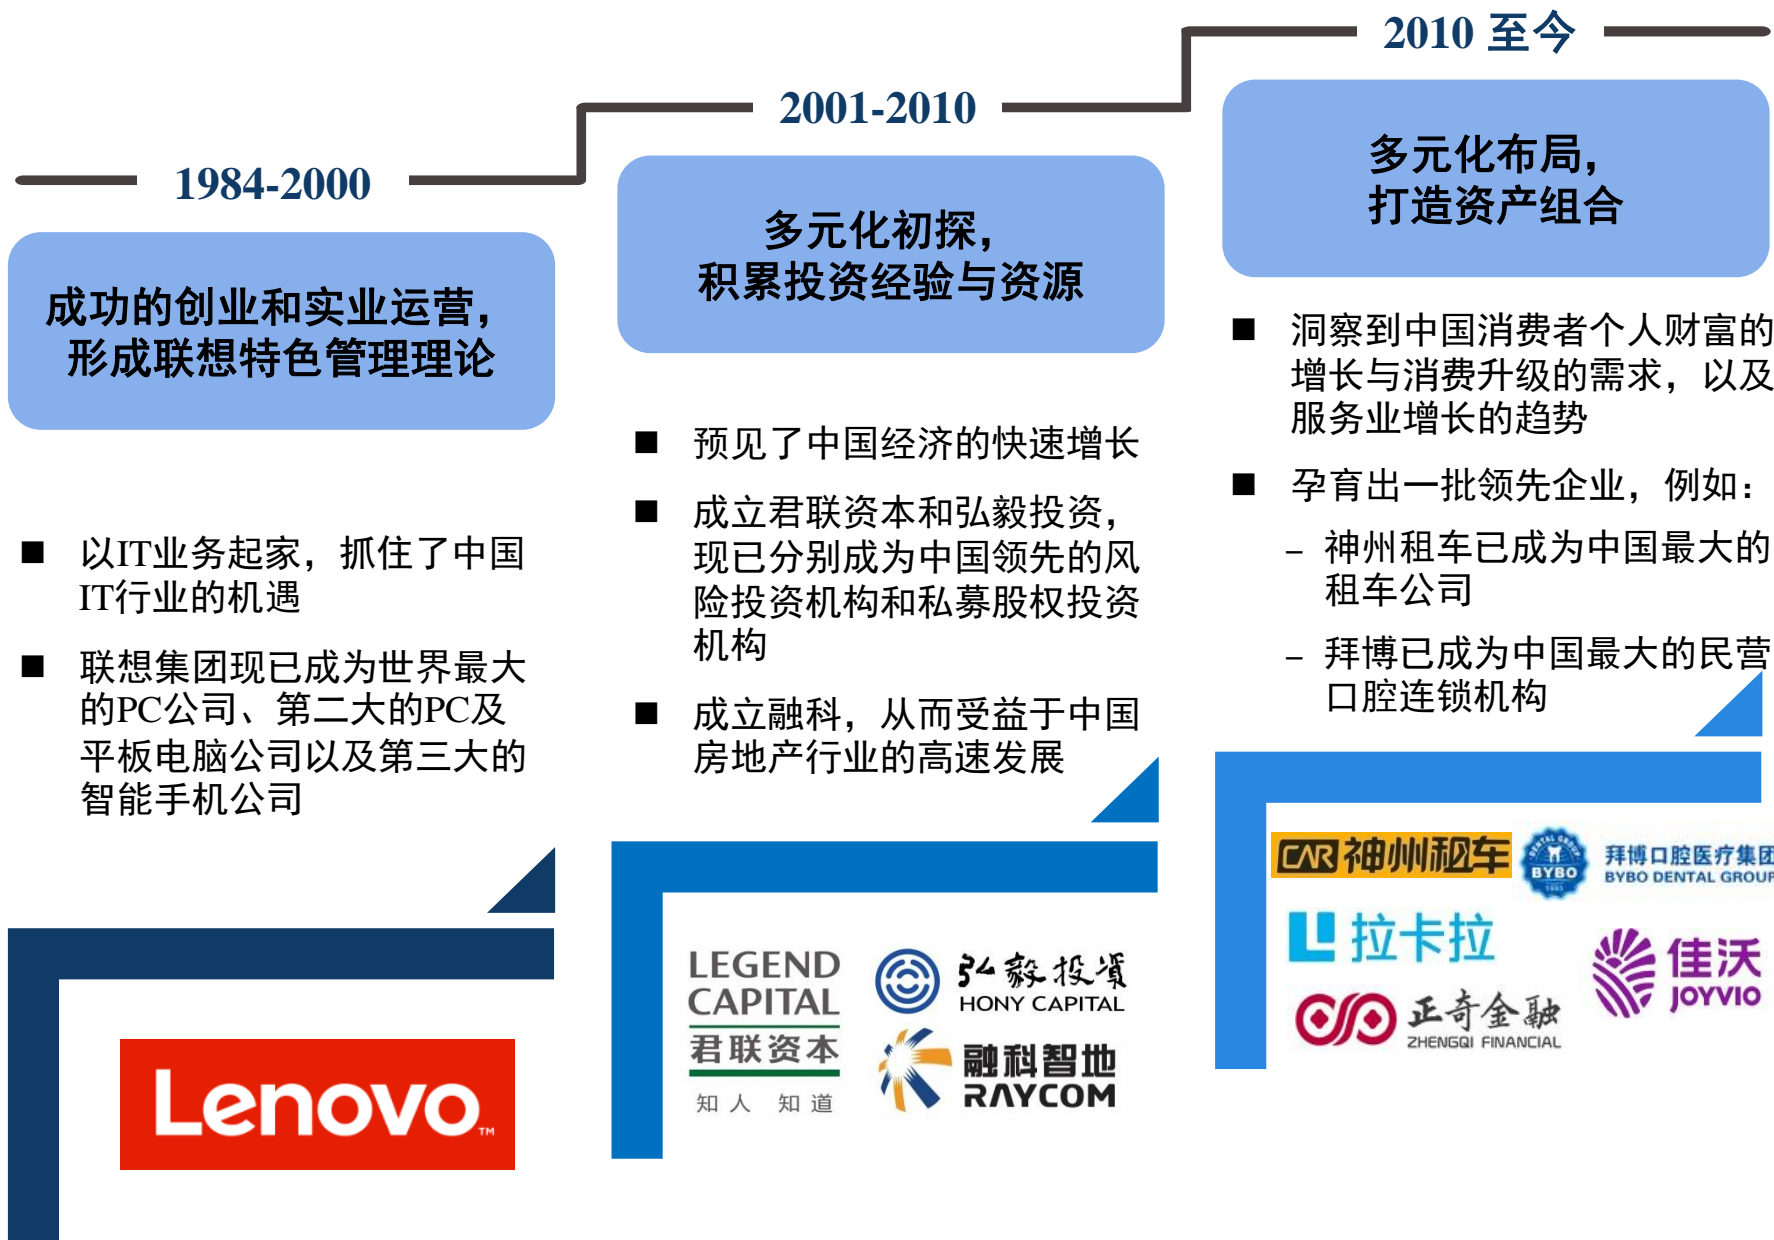 1984-2000
成功的创业和实业运营，
形成联想特色管理理论
■ 以IT业务起家，抓住了中国
IT行业的机遇
■ 联想集团现已成为世界最大
的PC公司、第二大的PC及
平板电脑公司以及第三大的
智能手机公司
Lenovo™
2001-2010
多元化初探，
积累投资经验与资源
■ 预见了中国经济的快速增长
■ 成立君联资本和弘毅投资，
现已分别成为中国领先的风
险投资机构和私募股权投资
机构
■ 成立融科，从而受益于中国
房地产行业的高速发展
LEGEND
CAPITAL
君联资本
知人 知道
弘毅投資
HONY CAPITAL
融科智地
RAYCOM
2010 至今
多元化布局，
打造资产组合
■ 洞察到中国消费者个人财富的
增长与消费升级的需求，以及
服务业增长的趋势
■ 孕育出一批领先企业，例如：
– 神州租车已成为中国最大的
租车公司
– 拜博已成为中国最大的民营
口腔连锁机构
CAR 神州租车
DENTAL GROUP
BYBO
1993
拜博口腔医疗集团
BYBO DENTAL GROUP
拉卡拉
佳沃
JOYVIO
正奇金融
ZHENGQI FINANCIAL